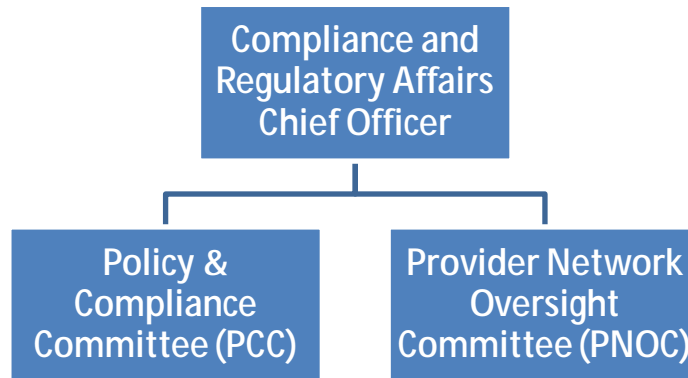 Compliance and
Regulatory Affairs
Chief Officer
Policy &
Compliance
Committee (PCC)
Provider Network
Oversight
Committee (PNOC)